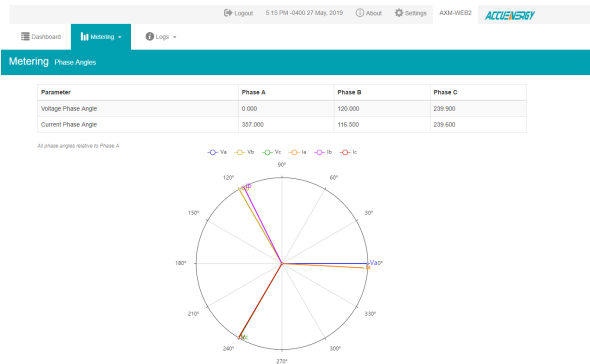 Logout 5:15 PM -0400 27 May, 2019 About Settings AXM-WEB2 ACCUENERGY
Dashboard Metering Logs
Metering Phase Angles
Parameter Phase A Phase B Phase C
Voltage Phase Angle 0.000 120.000 239.900
Current Phase Angle 357.000 116.500 239.600
All phase angles relative to Phase A
Va Vb Vc Ia Ib Ic
90°
120° 60°
150° 30°
180° Va0°
Ia
210° 330°
240° 300°
270°